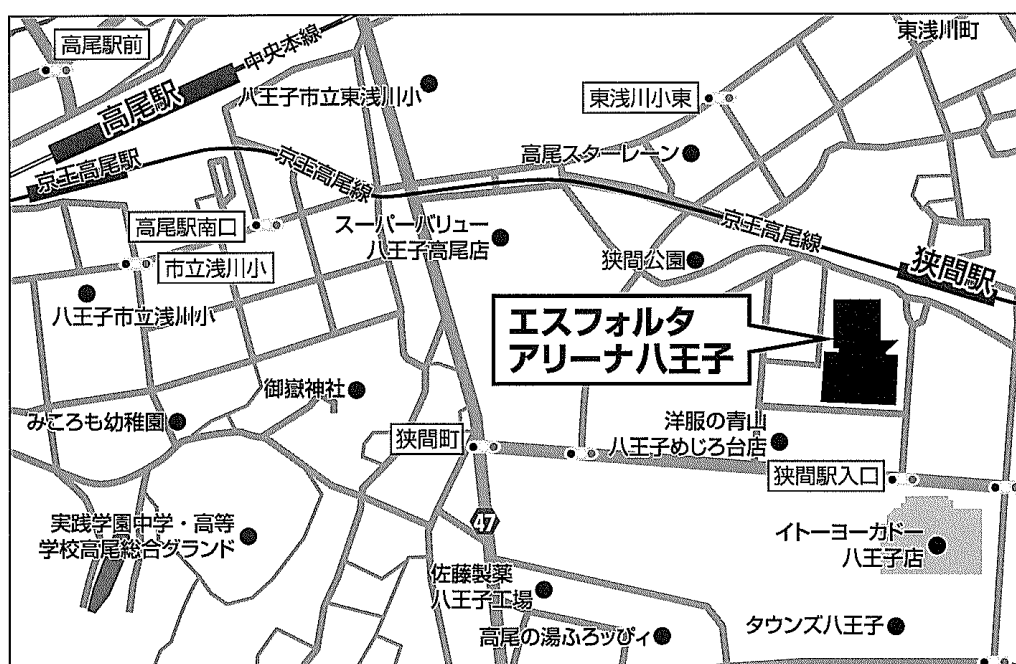 高尾駅前
中央本線
東浅川町
高尾駅
八王子市立東浅川小
東浅川小東
京王高尾駅
京王高尾線
高尾スターレーン
高尾駅南口
スーパーバリュー
八王子高尾店
京王高尾線
市立浅川小
狭間公園
狭間駅
八王子市立浅川小
エスフォルタ
アリーナ八王子
御嶽神社
みころも幼稚園
狭間町
洋服の青山
八王子めじろ台店
狭間駅入口
47
実践学園中学・高等
学校高尾総合グランド
イトーヨーカドー
八王子店
佐藤製薬
八王子工場
高尾の湯ふろッぴィ
タウンズ八王子